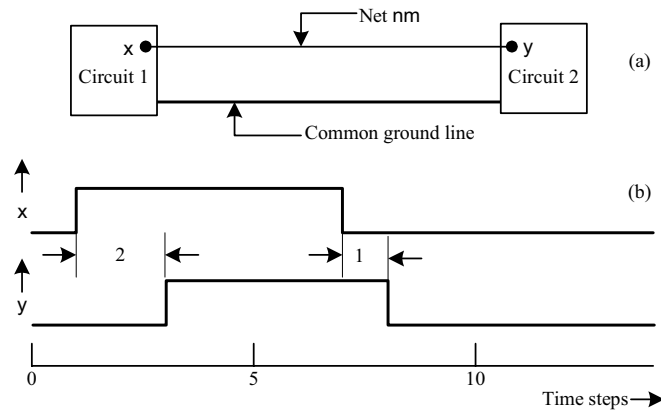 Net nm
x
y
Circuit 1
Circuit 2
(a)
Common ground line
(b)
x
2
1
y
0
5
10
Time steps